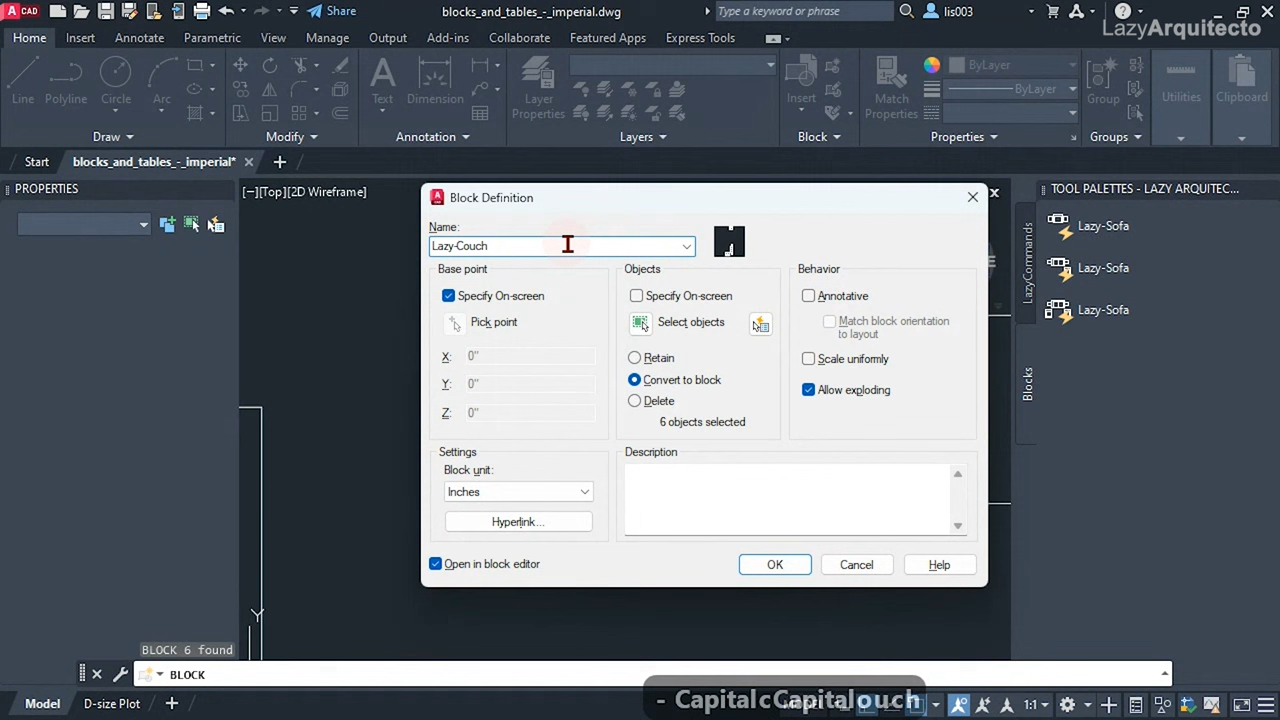 CAD
Share
blocks_and_tables_-_imperial.dwg
Type a keyword or phrase
lis003
LazyArquitecto
Home
Insert
Annotate
Parametric
View
Manage
Output
Add-ins
Collaborate
Featured Apps
Express Tools
Line
Polyline
Circle
Arc
Text
Dimension
Layer
Properties
Insert
Match
Properties
ByLayer
ByLayer
Group
Utilities
Clipboard
Draw
Modify
Annotation
Layers
Block
Properties
Groups
Start
blocks_and_tables_-_imperial*
PROPERTIES
[−][Top][2D Wireframe]
Block Definition
Name:
Lazy-Couch
Base point
Specify On-screen
Pick point
X: 0"
Y: 0"
Z: 0"
Objects
Specify On-screen
Select objects
Retain
Convert to block
Delete
6 objects selected
Behavior
Annotative
Match block orientation
to layout
Scale uniformly
Allow exploding
Settings
Block unit:
Inches
Hyperlink...
Description
Open in block editor
OK
Cancel
Help
TOOL PALETTES - LAZY ARQUITEC...
LazyCommands
Blocks
Lazy-Sofa
Lazy-Sofa
Lazy-Sofa
Y
BLOCK 6 found
BLOCK
Model
D-size Plot
- CapitalcCapitalouch
1:1